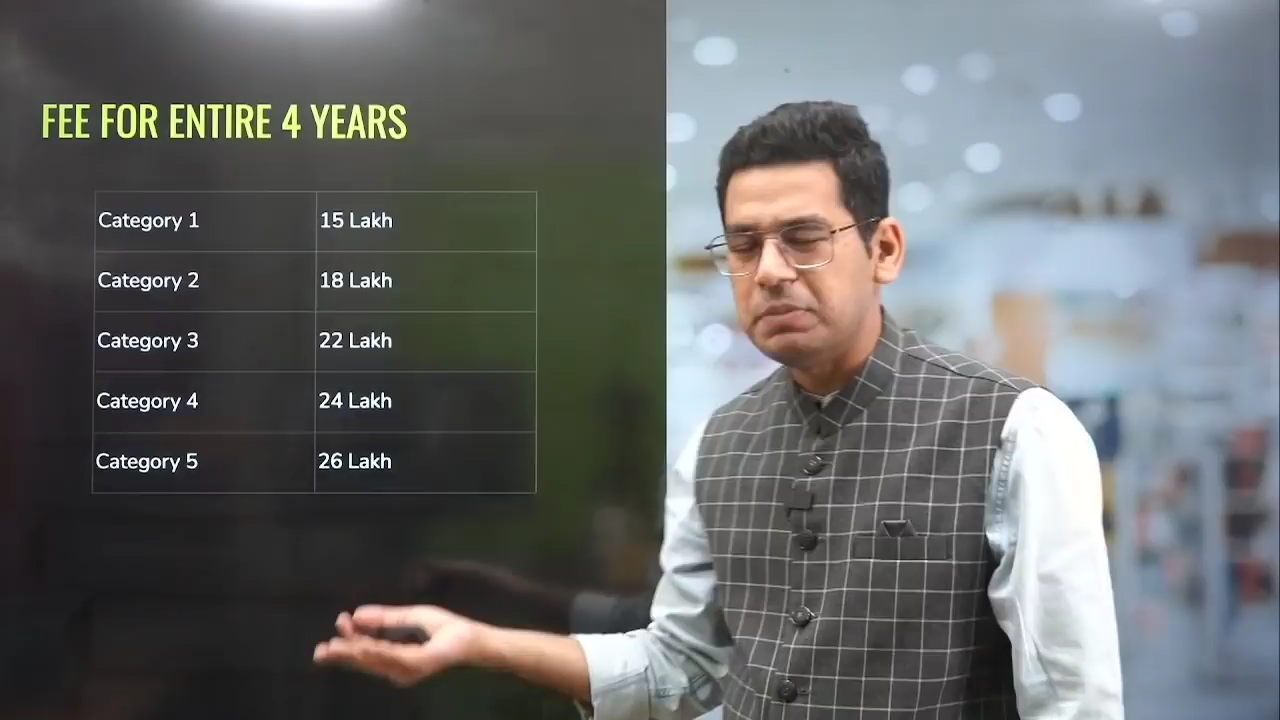 FEE FOR ENTIRE 4 YEARS
Category 1 15 Lakh
Category 2 18 Lakh
Category 3 22 Lakh
Category 4 24 Lakh
Category 5 26 Lakh